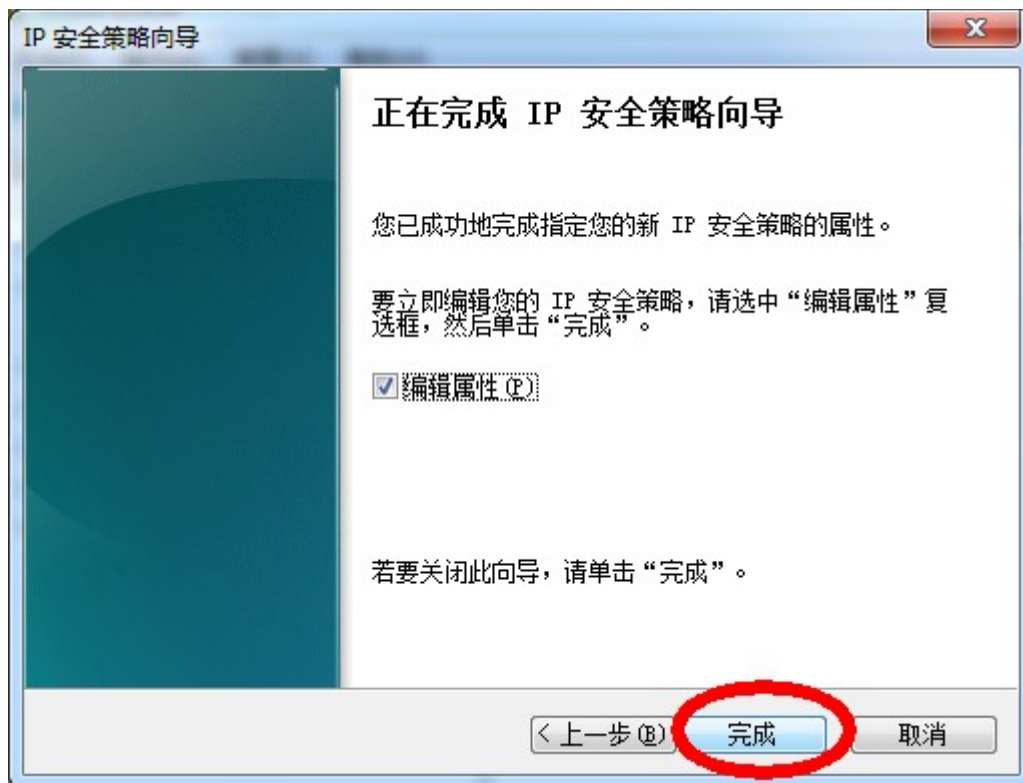 IP 安全策略向导
正在完成 IP 安全策略向导
您已成功地完成指定您的新 IP 安全策略的属性。
要立即编辑您的 IP 安全策略，请选中“编辑属性”复
选框，然后单击“完成”。
编辑属性(P)
若要关闭此向导，请单击“完成”。
< 上一步(B)
完成
取消